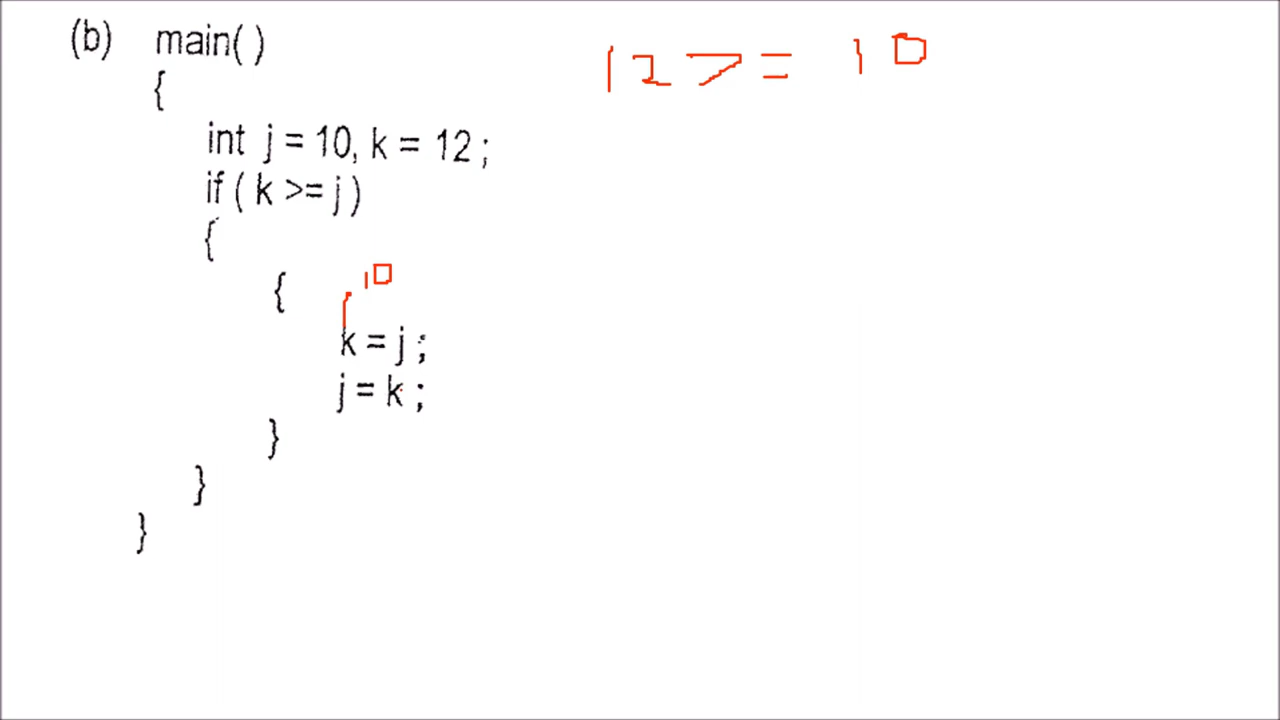 (b) main( )
12 >= 10
{
int j = 10, k = 12 ;
if ( k >= j )
{
{
10
k = j ;
j = k ;
}
}
}